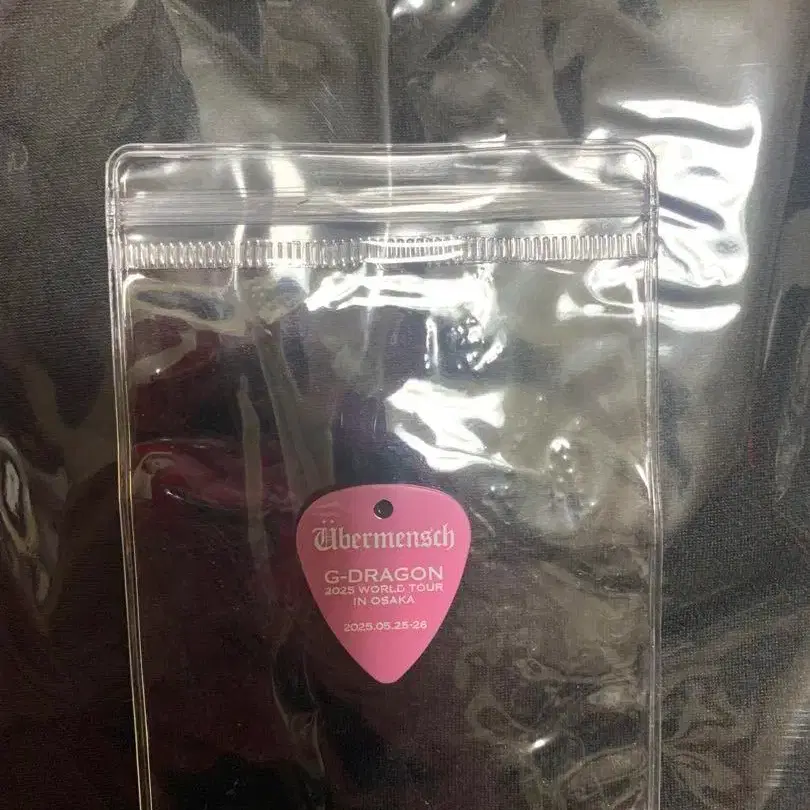 Übermensch
G-DRAGON
2025 WORLD TOUR
IN OSAKA
2025.05.25-26